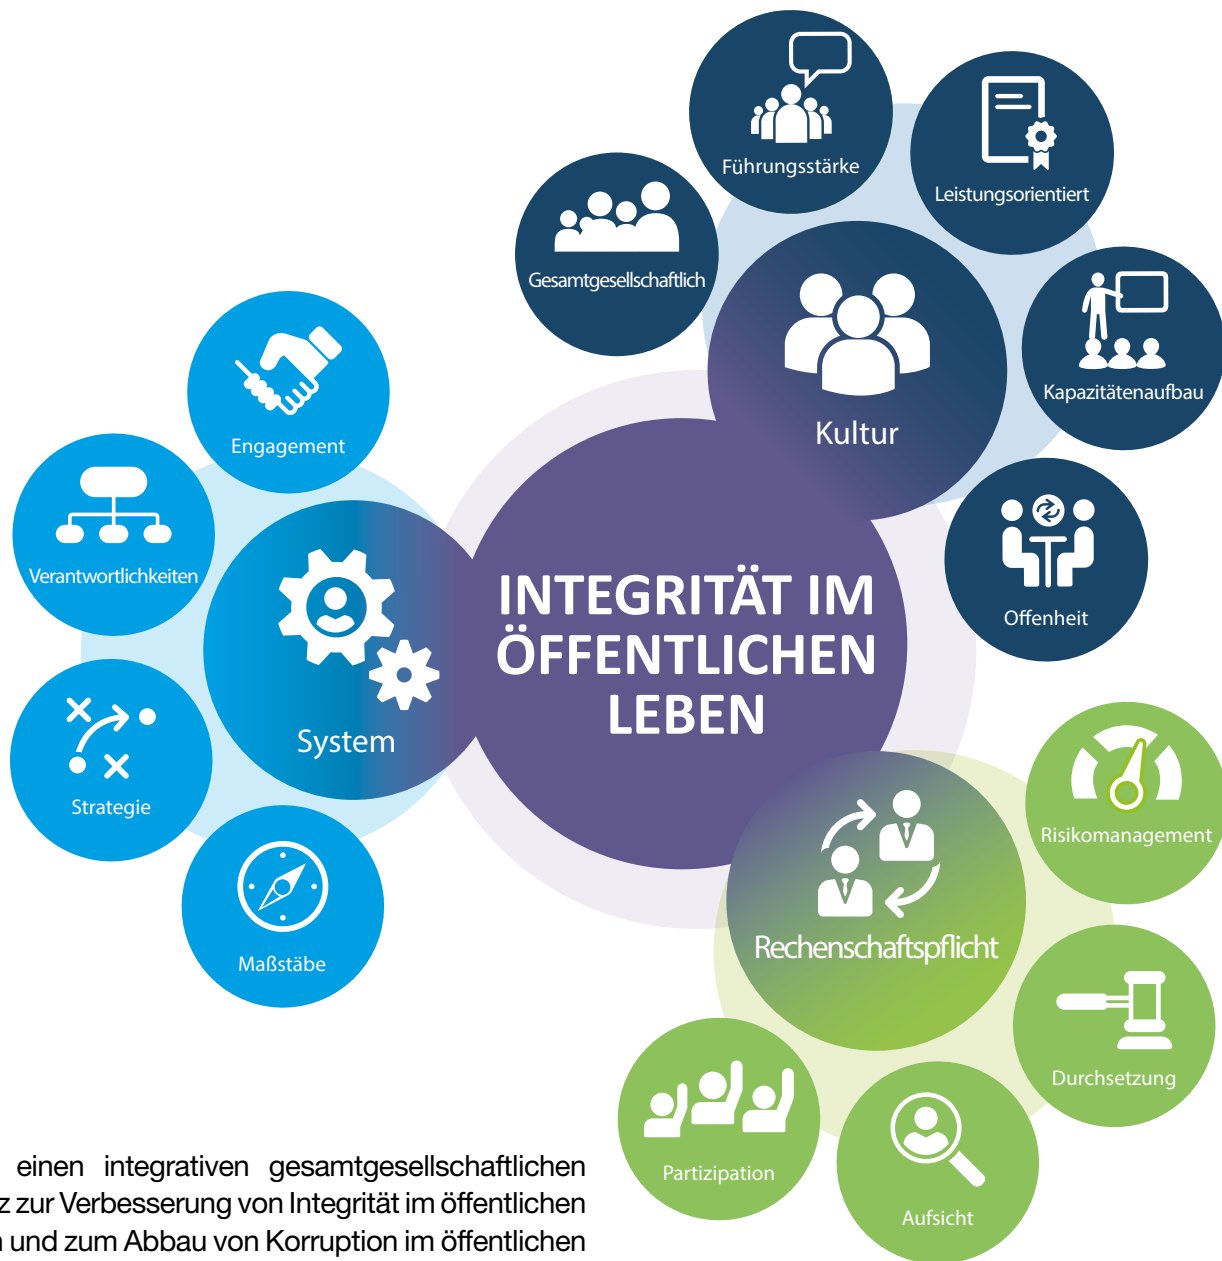 Führungsstärke
Leistungsorientiert
Gesamtgesellschaftlich
Kapazitätenaufbau
Kultur
Offenheit
Engagement
Verantwortlichkeiten
System
Strategie
Maßstäbe
INTEGRITÄT IM
ÖFFENTLICHEN
LEBEN
Risikomanagement
Rechenschaftspflicht
Durchsetzung
Partizipation
Aufsicht
einen integrativen gesamtgesellschaftlichen
zur Verbesserung von Integrität im öffentlichen
und zum Abbau von Korruption im öffentlichen